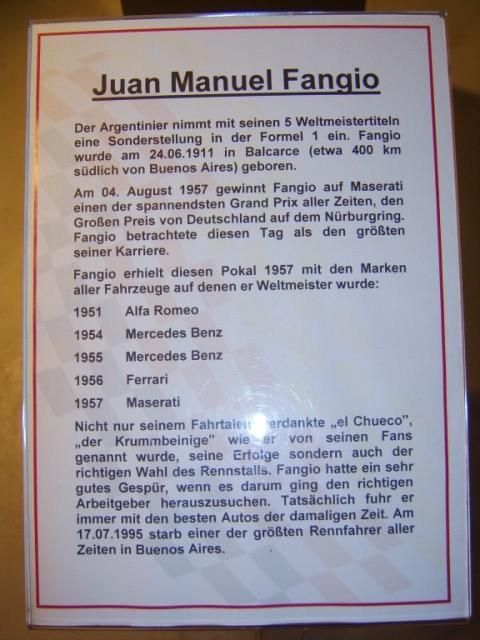 Juan Manuel Fangio
Der Argentinier nimmt mit seinen 5 Weltmeistertiteln
eine Sonderstellung in der Formel 1 ein. Fangio
wurde am 24.06.1911 in Balcarce (etwa 400 km
südlich von Buenos Aires) geboren.
Am 04. August 1957 gewinnt Fangio auf Maserati
einen der spannendsten Grand Prix aller Zeiten, den
Großen Preis von Deutschland auf dem Nürburgring.
Fangio betrachtete diesen Tag als den größten
seiner Karriere.
Fangio erhielt diesen Pokal 1957 mit den Marken
aller Fahrzeuge auf denen er Weltmeister wurde:
1951 Alfa Romeo
1954 Mercedes Benz
1955 Mercedes Benz
1956 Ferrari
1957 Maserati
Nicht nur seinem Fahrtalent verdankte „el Chueco",
„der Krummbeinige" wie er von seinen Fans
genannt wurde, seine Erfolge sondern auch der
richtigen Wahl des Rennstalls. Fangio hatte ein sehr
gutes Gespür, wenn es darum ging den richtigen
Arbeitgeber herauszusuchen. Tatsächlich fuhr er
immer mit den besten Autos der damaligen Zeit. Am
17.07.1995 starb einer der größten Rennfahrer aller
Zeiten in Buenos Aires.